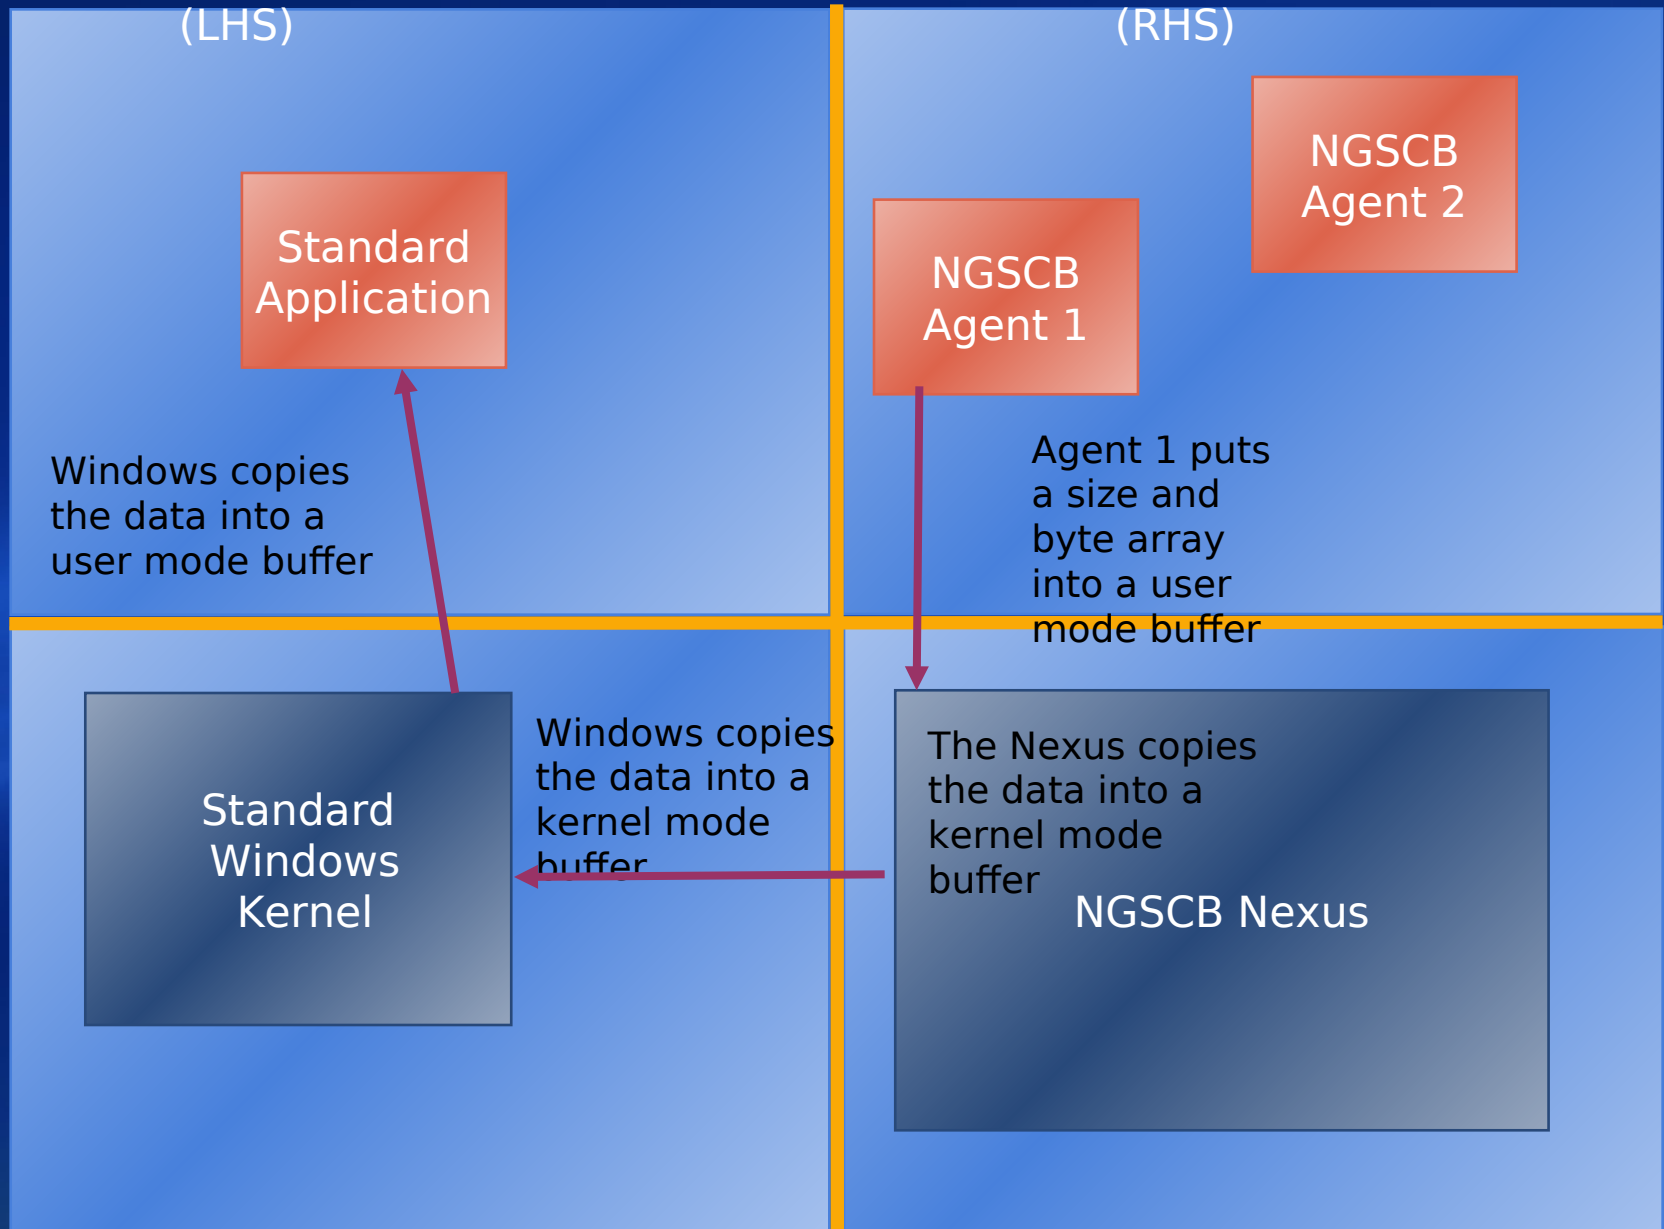 (LHS)
(RHS)
NGSCB
Agent 2
Standard
Application
NGSCB
Agent 1
Windows copies
the data into a
user mode buffer
Agent 1 puts
a size and
byte array
into a user
mode buffer
Standard
Windows
Kernel
Windows copies
the data into a
kernel mode
buffer
The Nexus copies
the data into a
kernel mode
buffer
NGSCB Nexus